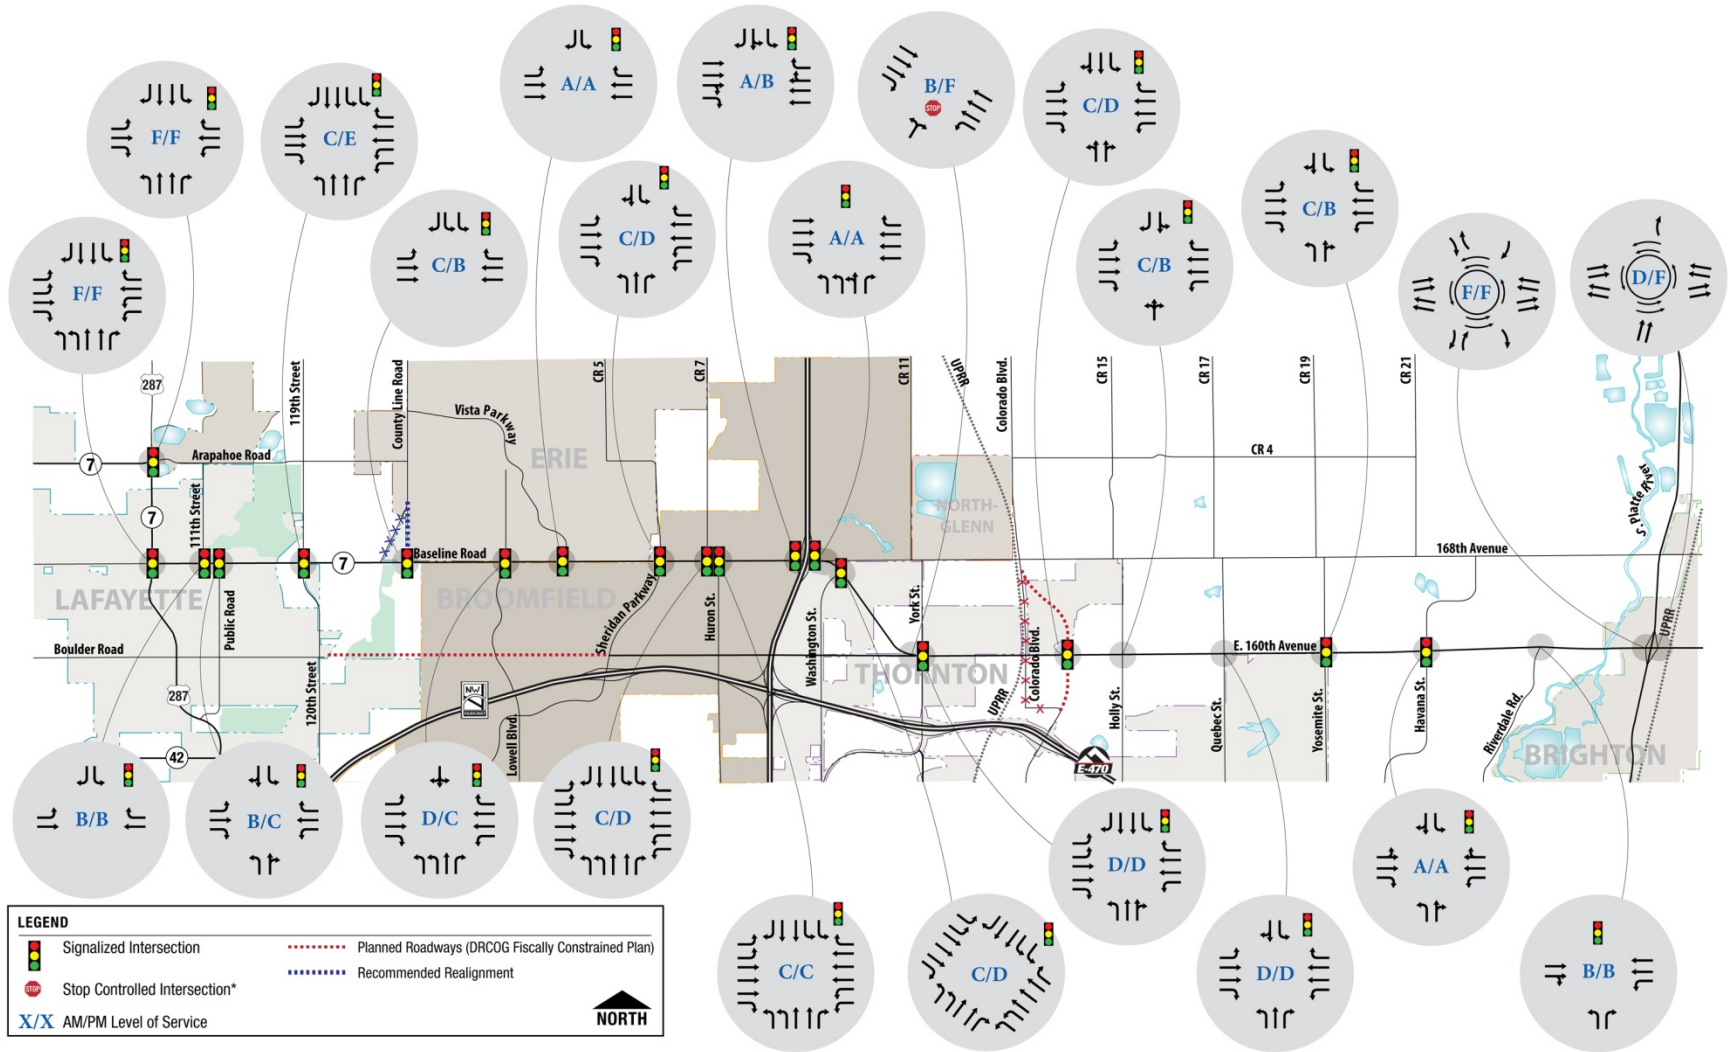 A/A
A/B
B/F
STOP
C/D
F/F
C/E
C/B
C/D
A/A
C/B
C/B
F/F
D/F
F/F
287
119th Street
County Line Road
CR 5
CR 7
CR 11
UPRR
Colorado Blvd.
CR 15
CR 17
CR 19
CR 21
Vista Parkway
7
Arapahoe Road
ERIE
CR 4
NORTH-
GLENN
S. Platte River
7
111th Street
7
Baseline Road
168th Avenue
LAFAYETTE
BROOMFIELD
Public Road
Sheridan Parkway
Huron St.
Washington St.
York St.
Colorado Blvd.
E. 160th Avenue
UPRR
Boulder Road
THORNTON
287
120th Street
NW
PARKWAY
Lowell Blvd.
UPRR
Holly St.
Quebec St.
Yosemite St.
Havana St.
Riverdale Rd.
BRIGHTON
42
E-470
B/B
B/C
D/C
C/D
D/D
A/A
C/C
C/D
D/D
B/B
LEGEND
Signalized Intersection
Planned Roadways (DRCOG Fiscally Constrained Plan)
Recommended Realignment
STOP
Stop Controlled Intersection*
X/X AM/PM Level of Service
NORTH